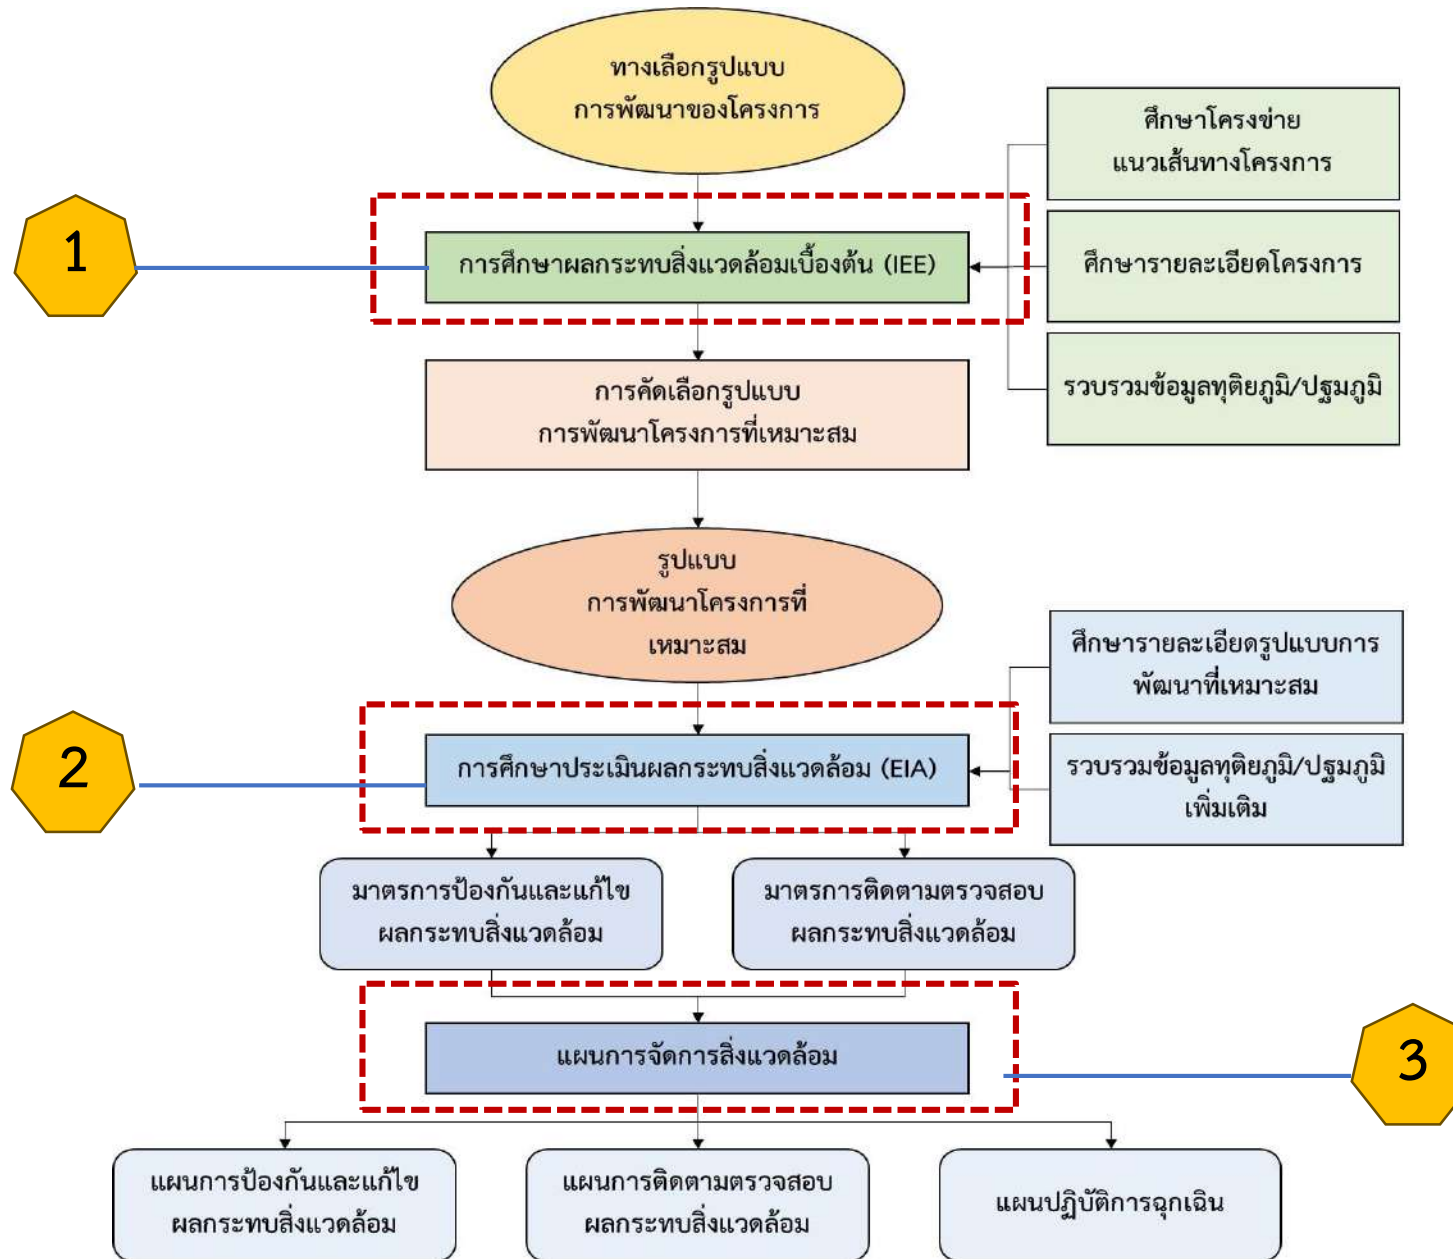 ทางเลือกรูปแบบ
การพัฒนาของโครงการ
ศึกษาโครงข่าย
แนวเส้นทางโครงการ
1
การศึกษาผลกระทบสิ่งแวดล้อมเบื้องต้น (IEE)
ศึกษารายละเอียดโครงการ
รวบรวมข้อมูลทุติยภูมิ/ปฐมภูมิ
การคัดเลือกรูปแบบ
การพัฒนาโครงการที่เหมาะสม
รูปแบบ
การพัฒนาโครงการที่
เหมาะสม
ศึกษารายละเอียดรูปแบบการ
พัฒนาที่เหมาะสม
2
การศึกษาประเมินผลกระทบสิ่งแวดล้อม (EIA)
รวบรวมข้อมูลทุติยภูมิ/ปฐมภูมิ
เพิ่มเติม
มาตรการป้องกันและแก้ไข
ผลกระทบสิ่งแวดล้อม
มาตรการติดตามตรวจสอบ
ผลกระทบสิ่งแวดล้อม
แผนการจัดการสิ่งแวดล้อม
3
แผนการป้องกันและแก้ไข
ผลกระทบสิ่งแวดล้อม
แผนการติดตามตรวจสอบ
ผลกระทบสิ่งแวดล้อม
แผนปฏิบัติการฉุกเฉิน